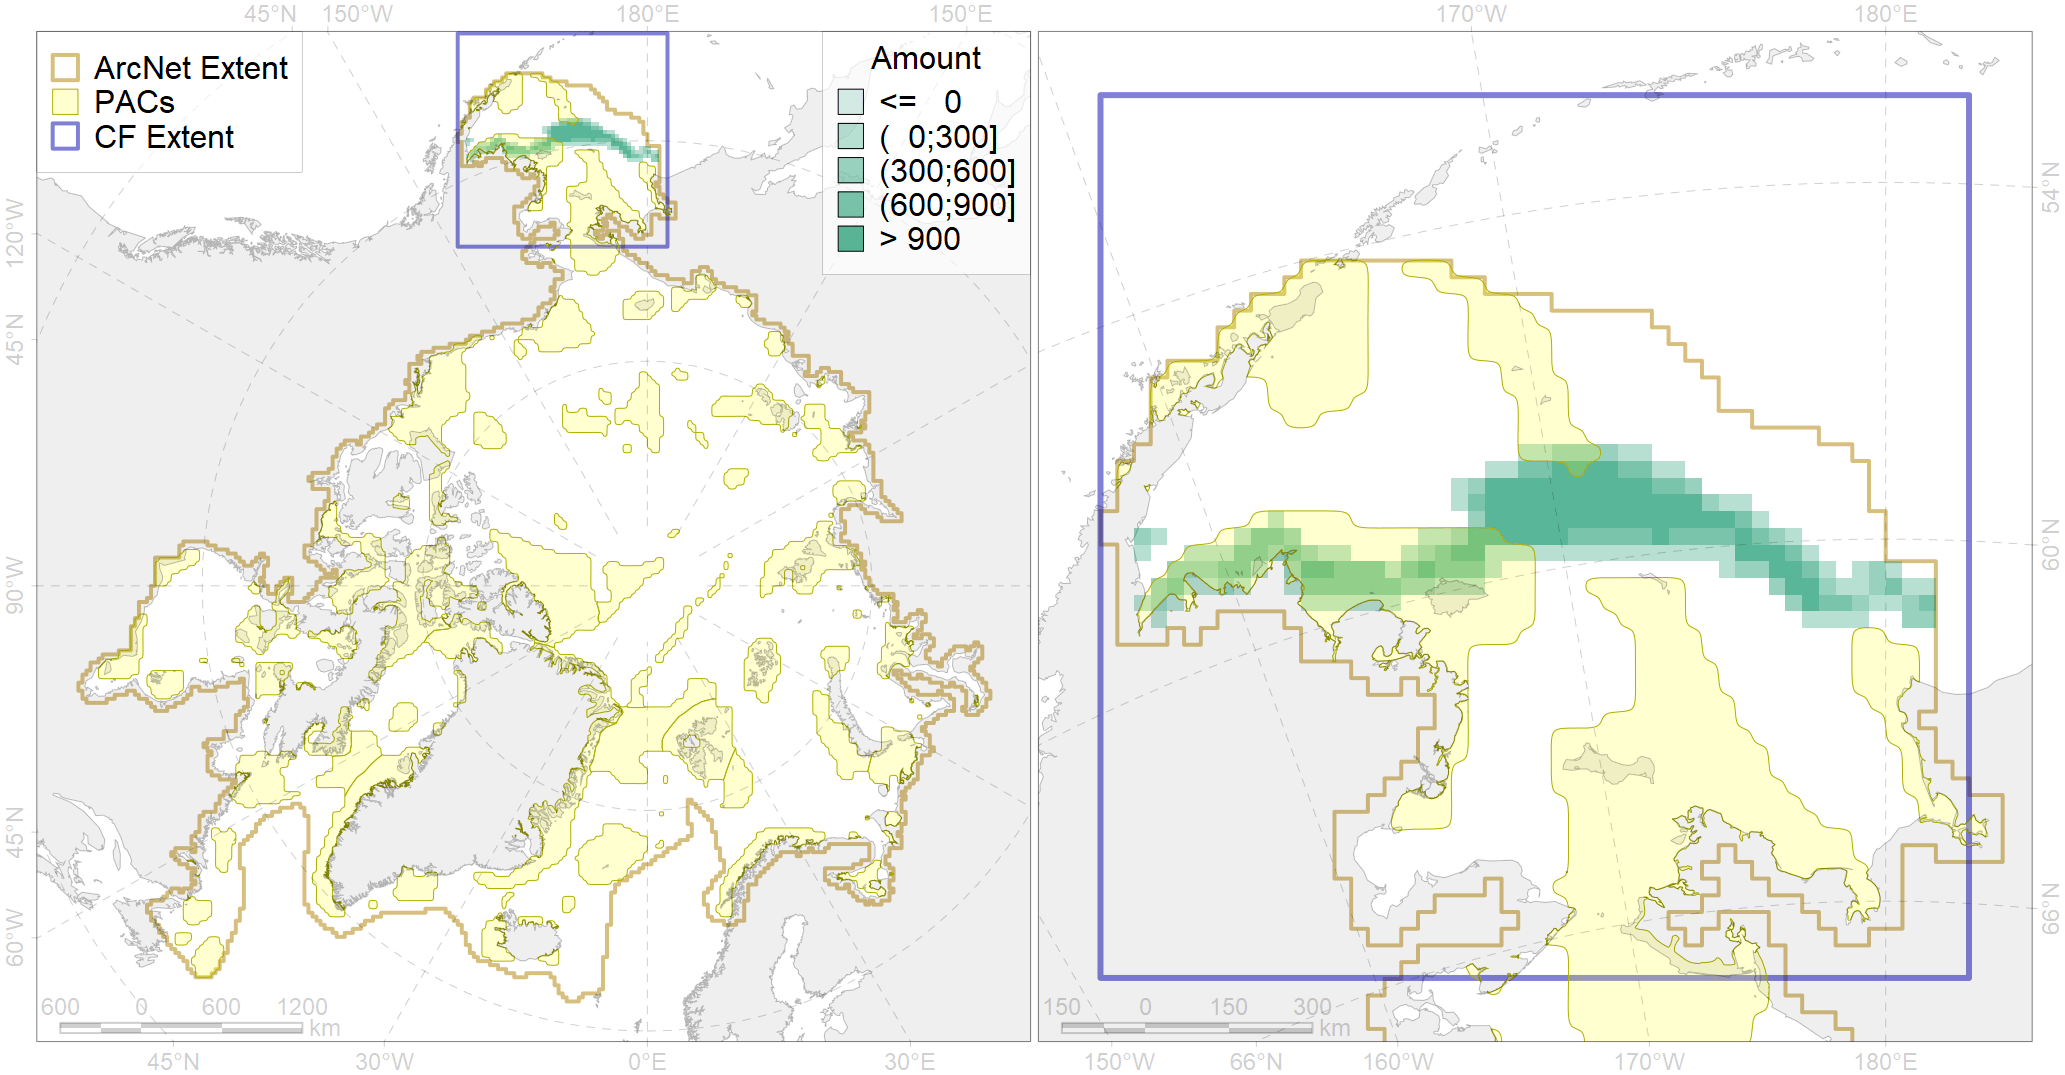 45°N 150°W 180°E 150°E 170°W 180°E
ArcNet Extent
PACs
CF Extent
Amount
<= 0
( 0;300]
(300;600]
(600;900]
> 900
120°W
45°N
90°W
45°N
60°W
54°N
60°N
66°N
600 0 600 1200
km
150 0 150 300
km
45°N 30°W 0°E 30°E 150°W 66°N 160°W 170°W 180°E